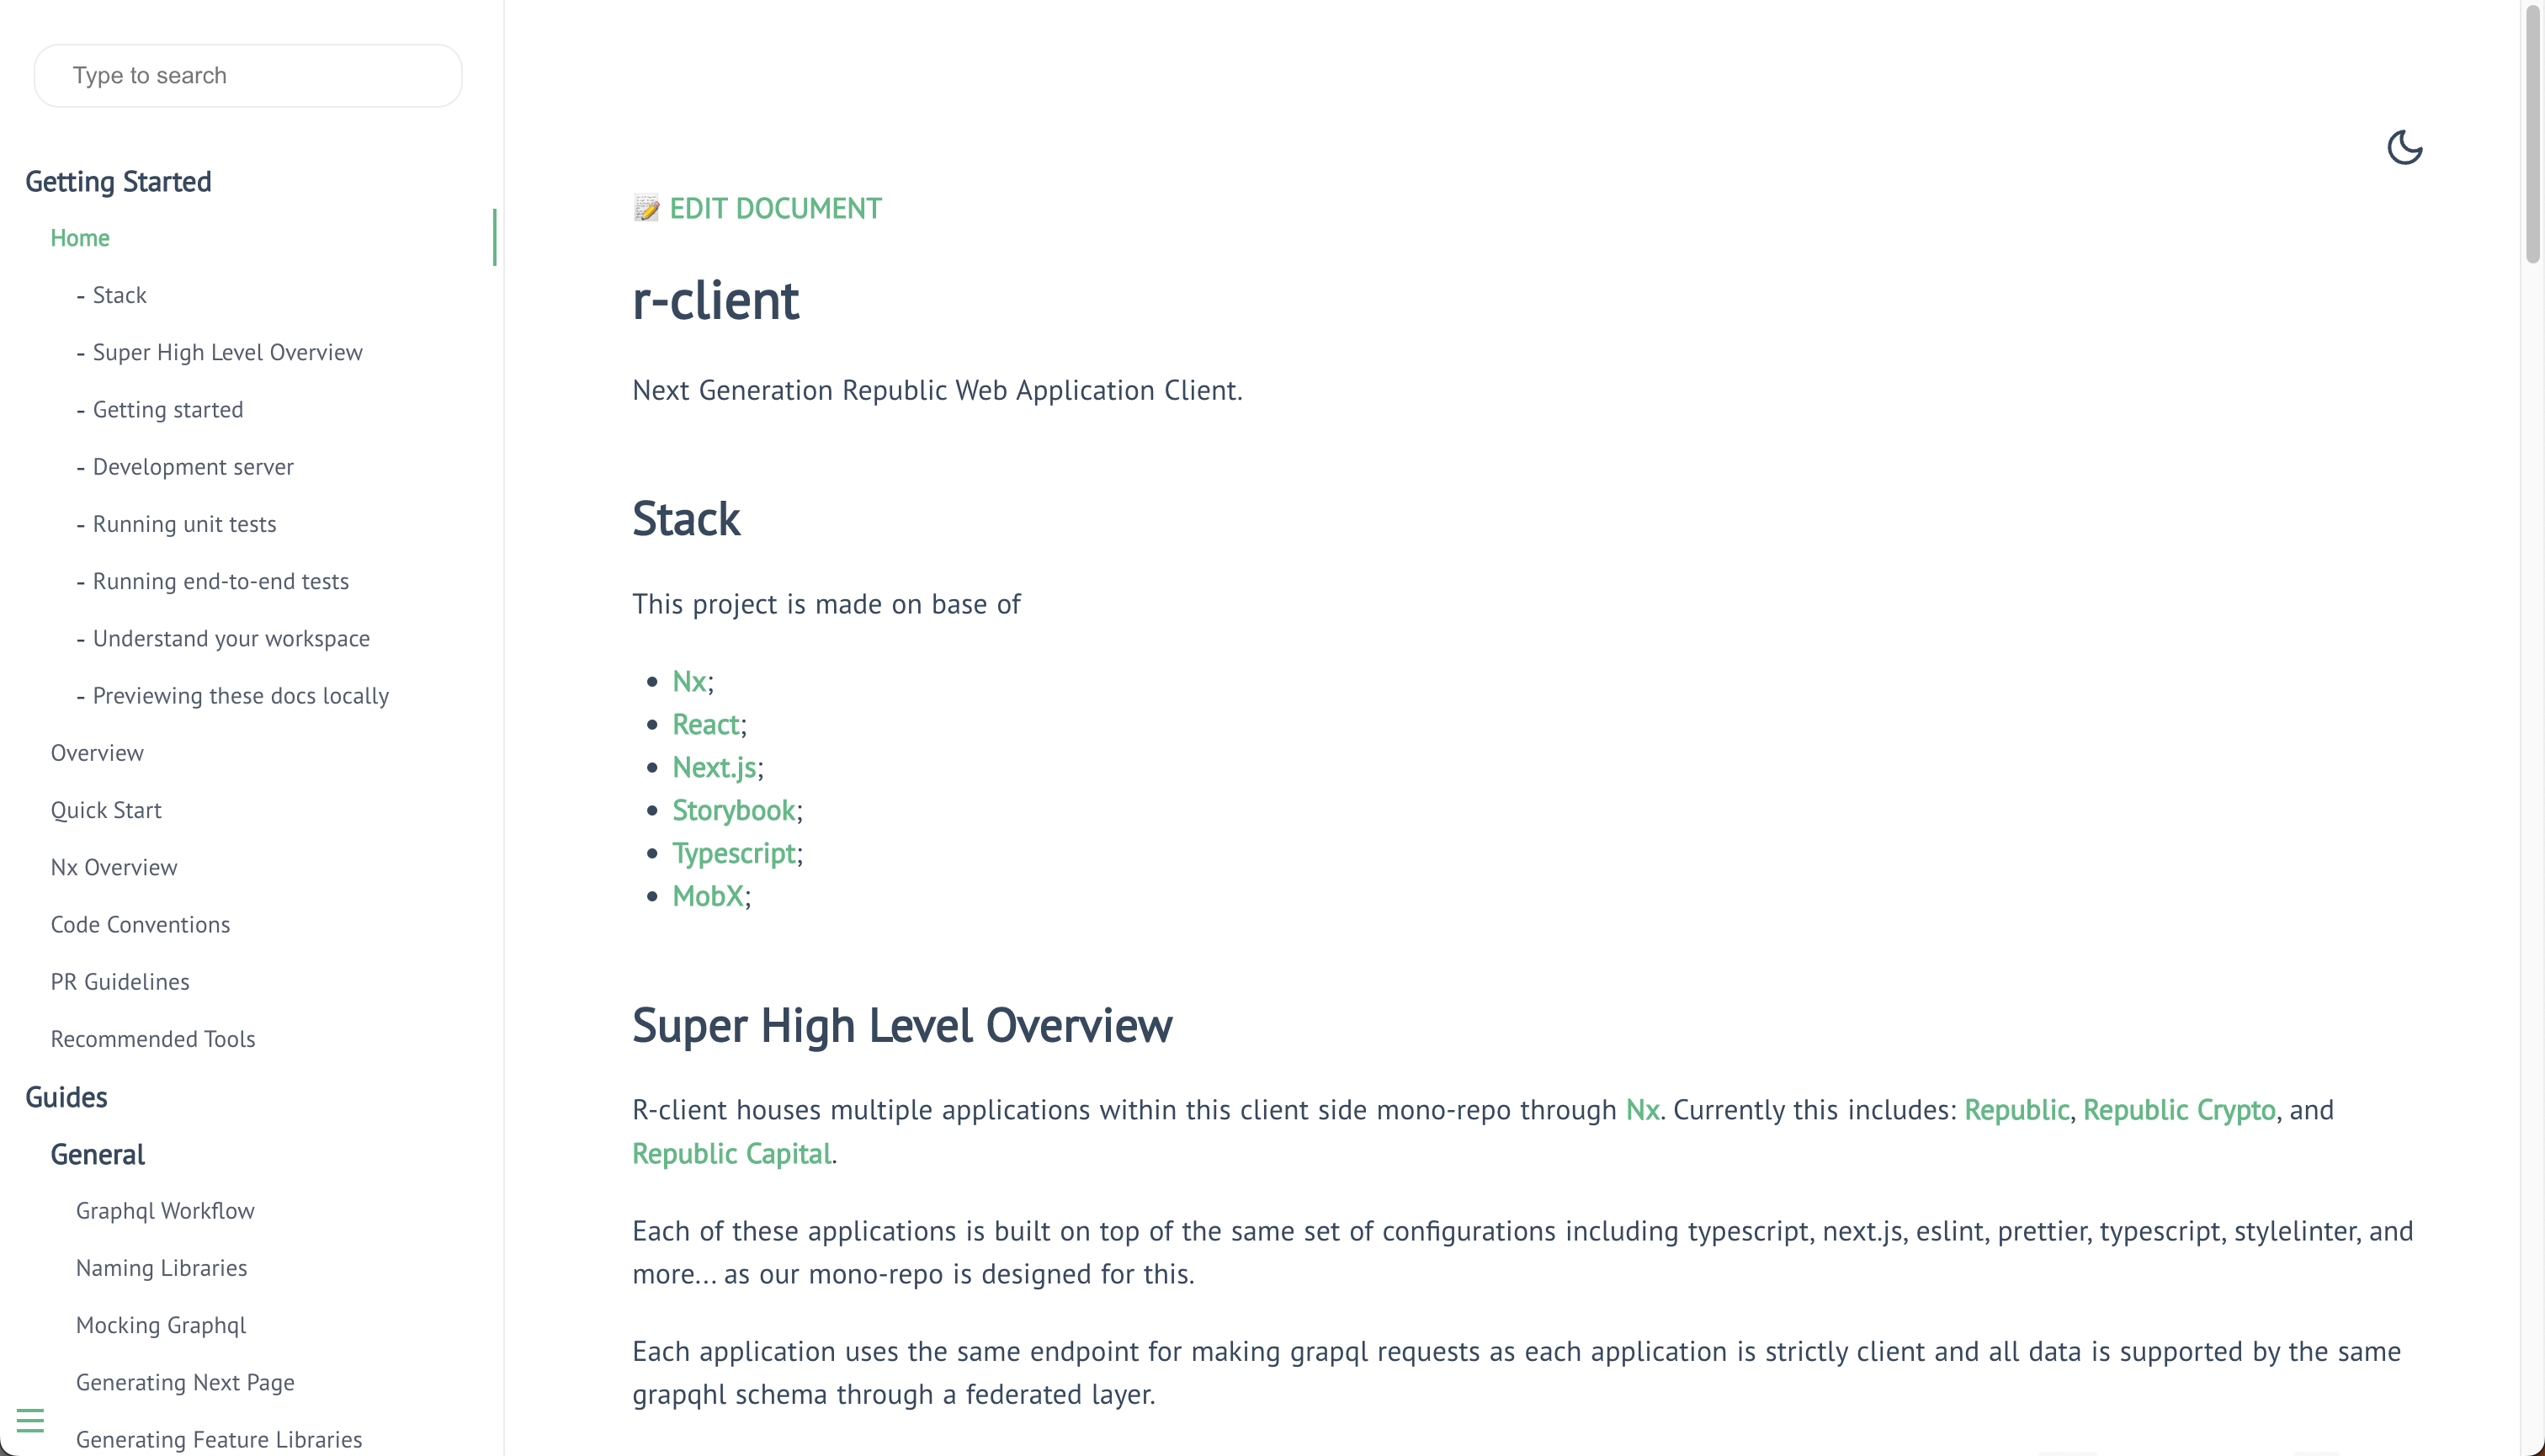 Type to search
Getting Started
Home
- Stack
- Super High Level Overview
- Getting started
- Development server
- Running unit tests
- Running end-to-end tests
- Understand your workspace
- Previewing these docs locally
Overview
Quick Start
Nx Overview
Code Conventions
PR Guidelines
Recommended Tools
Guides
General
Graphql Workflow
Naming Libraries
Mocking Graphql
Generating Next Page
Generating Feature Libraries
📝 EDIT DOCUMENT
r-client
Next Generation Republic Web Application Client.
Stack
This project is made on base of
• Nx;
• React;
• Next.js;
• Storybook;
• Typescript;
• MobX;
Super High Level Overview
R-client houses multiple applications within this client side mono-repo through Nx. Currently this includes: Republic, Republic Crypto, and
Republic Capital.
Each of these applications is built on top of the same set of configurations including typescript, next.js, eslint, prettier, typescript, stylelinter, and
more... as our mono-repo is designed for this.
Each application uses the same endpoint for making grapql requests as each application is strictly client and all data is supported by the same
grapqhl schema through a federated layer.